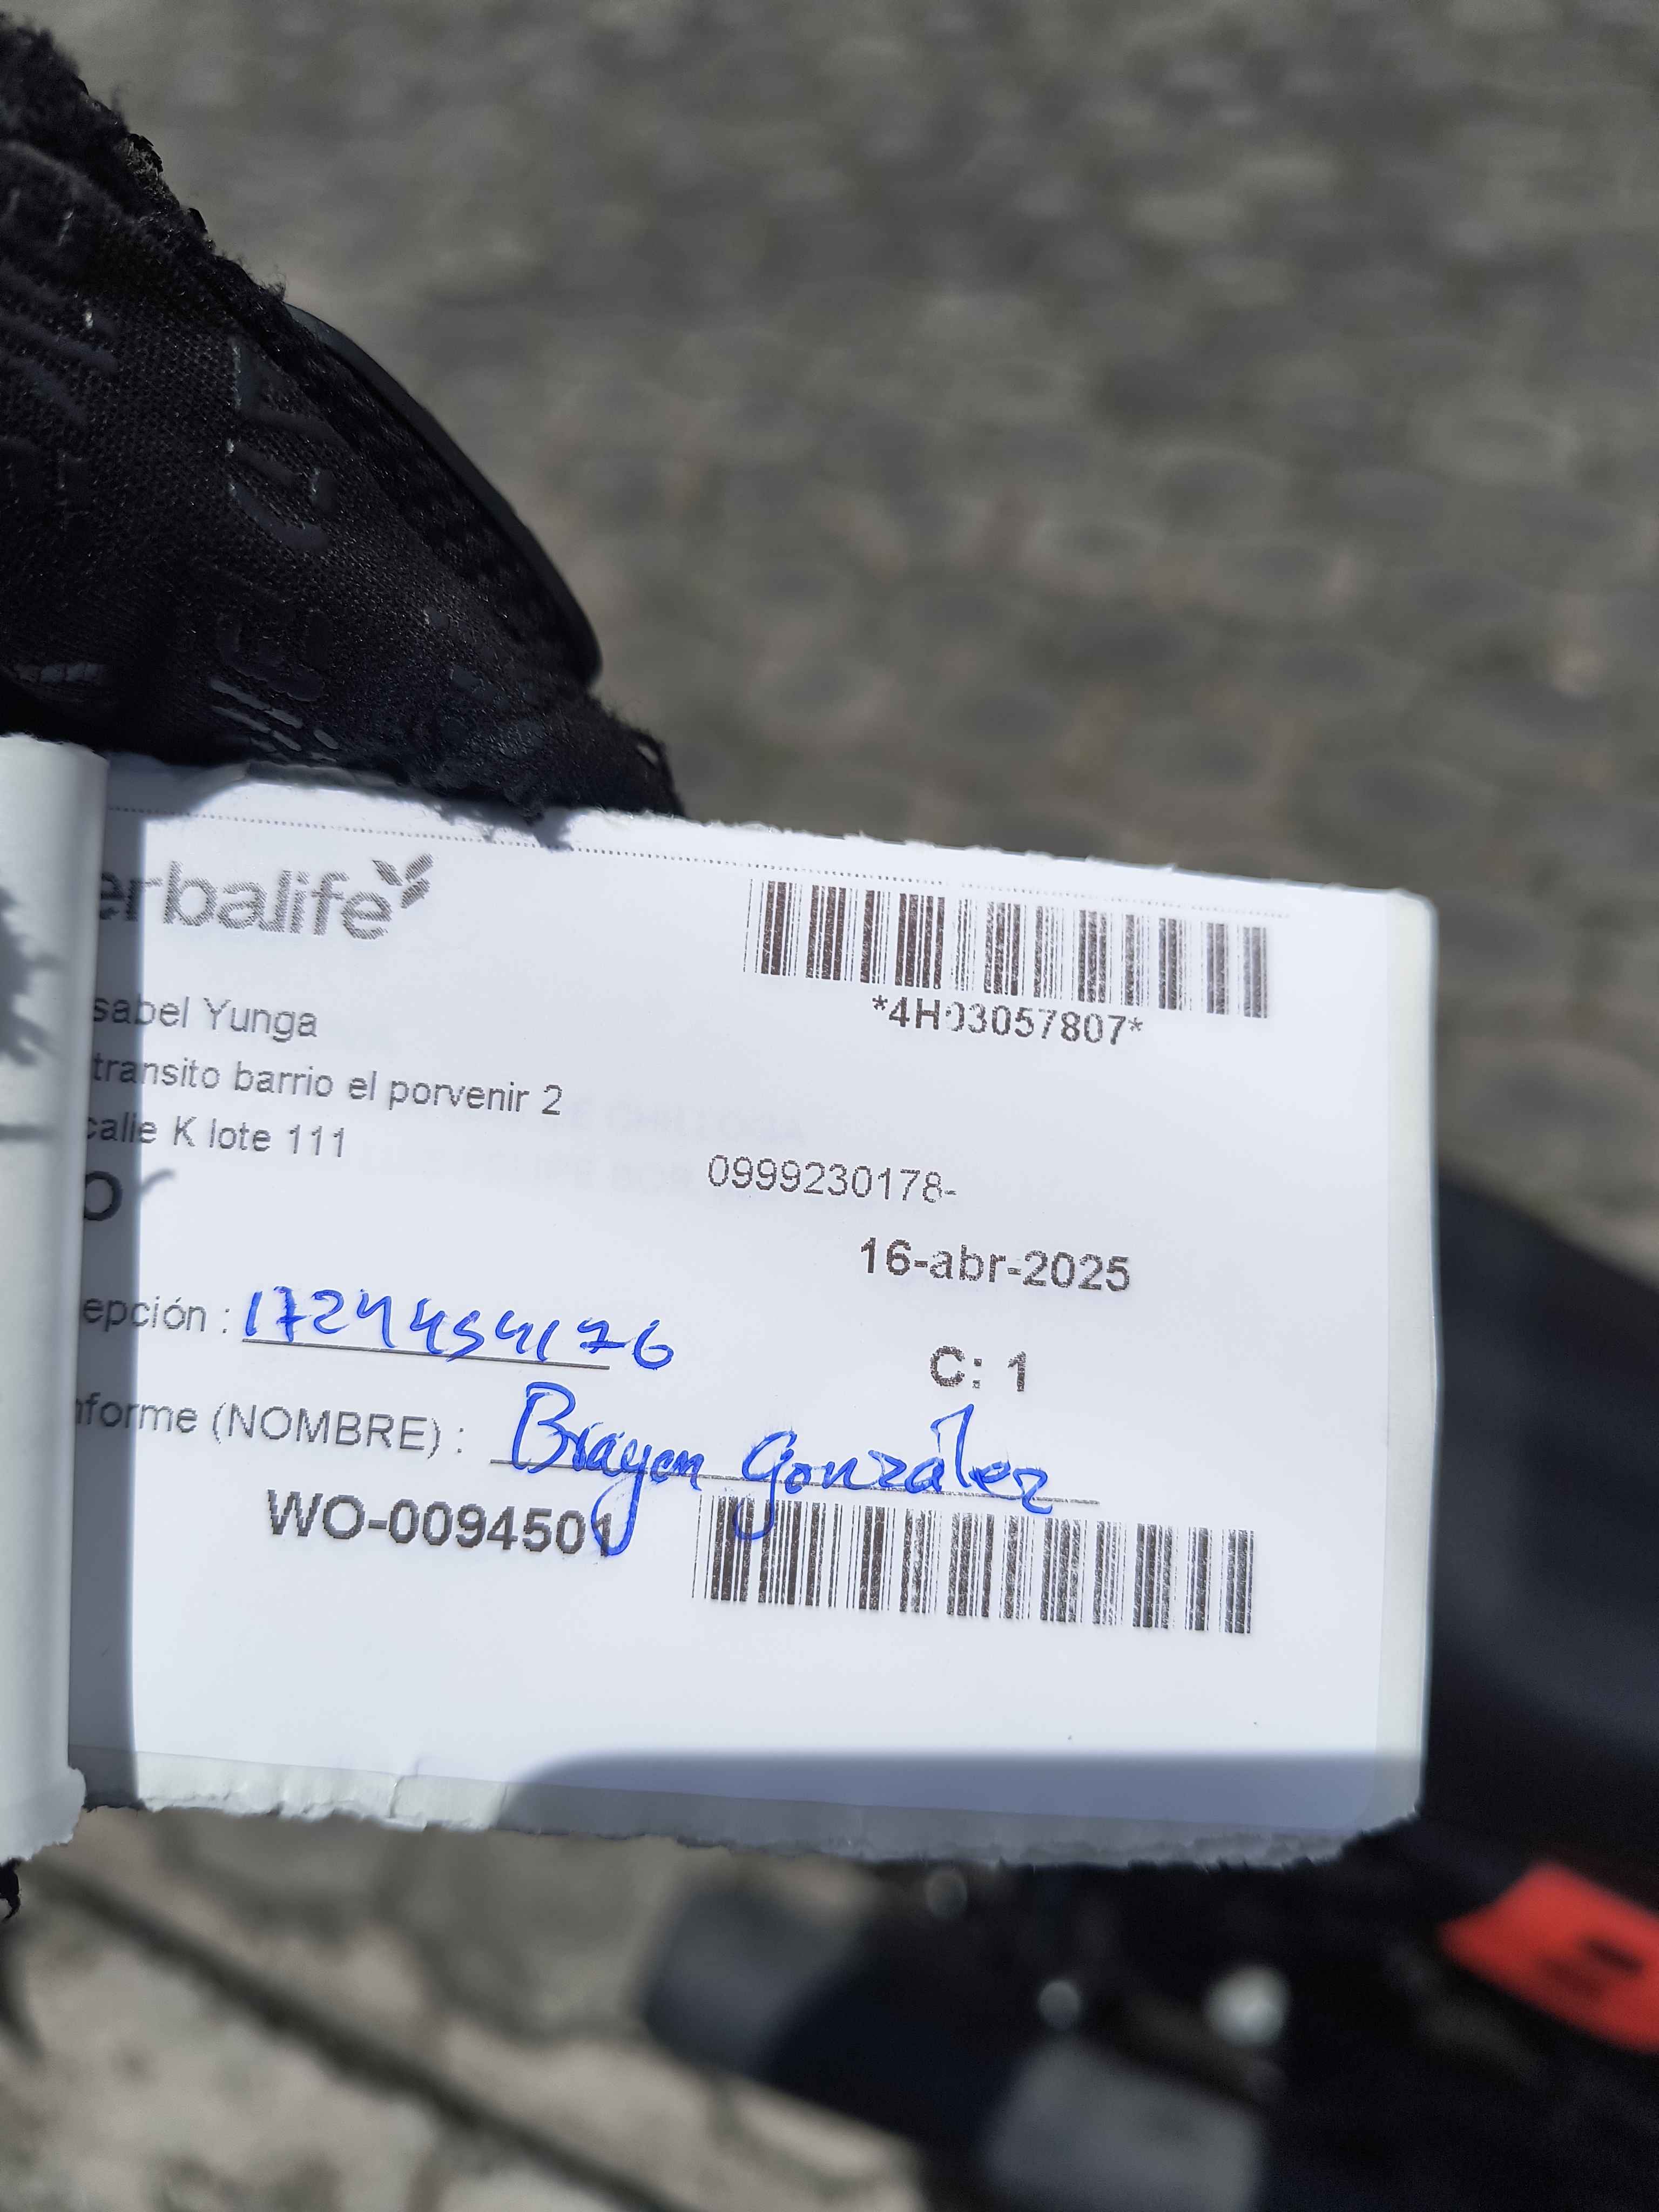 erbalife
*4H03057807*
sabel Yunga
transito barrio el porvenir 2
calle K lote 111
0999230178-
O
16-abr-2025
epción : 1724454176
C: 1
nforme (NOMBRE) : Brayan González
WO-0094501